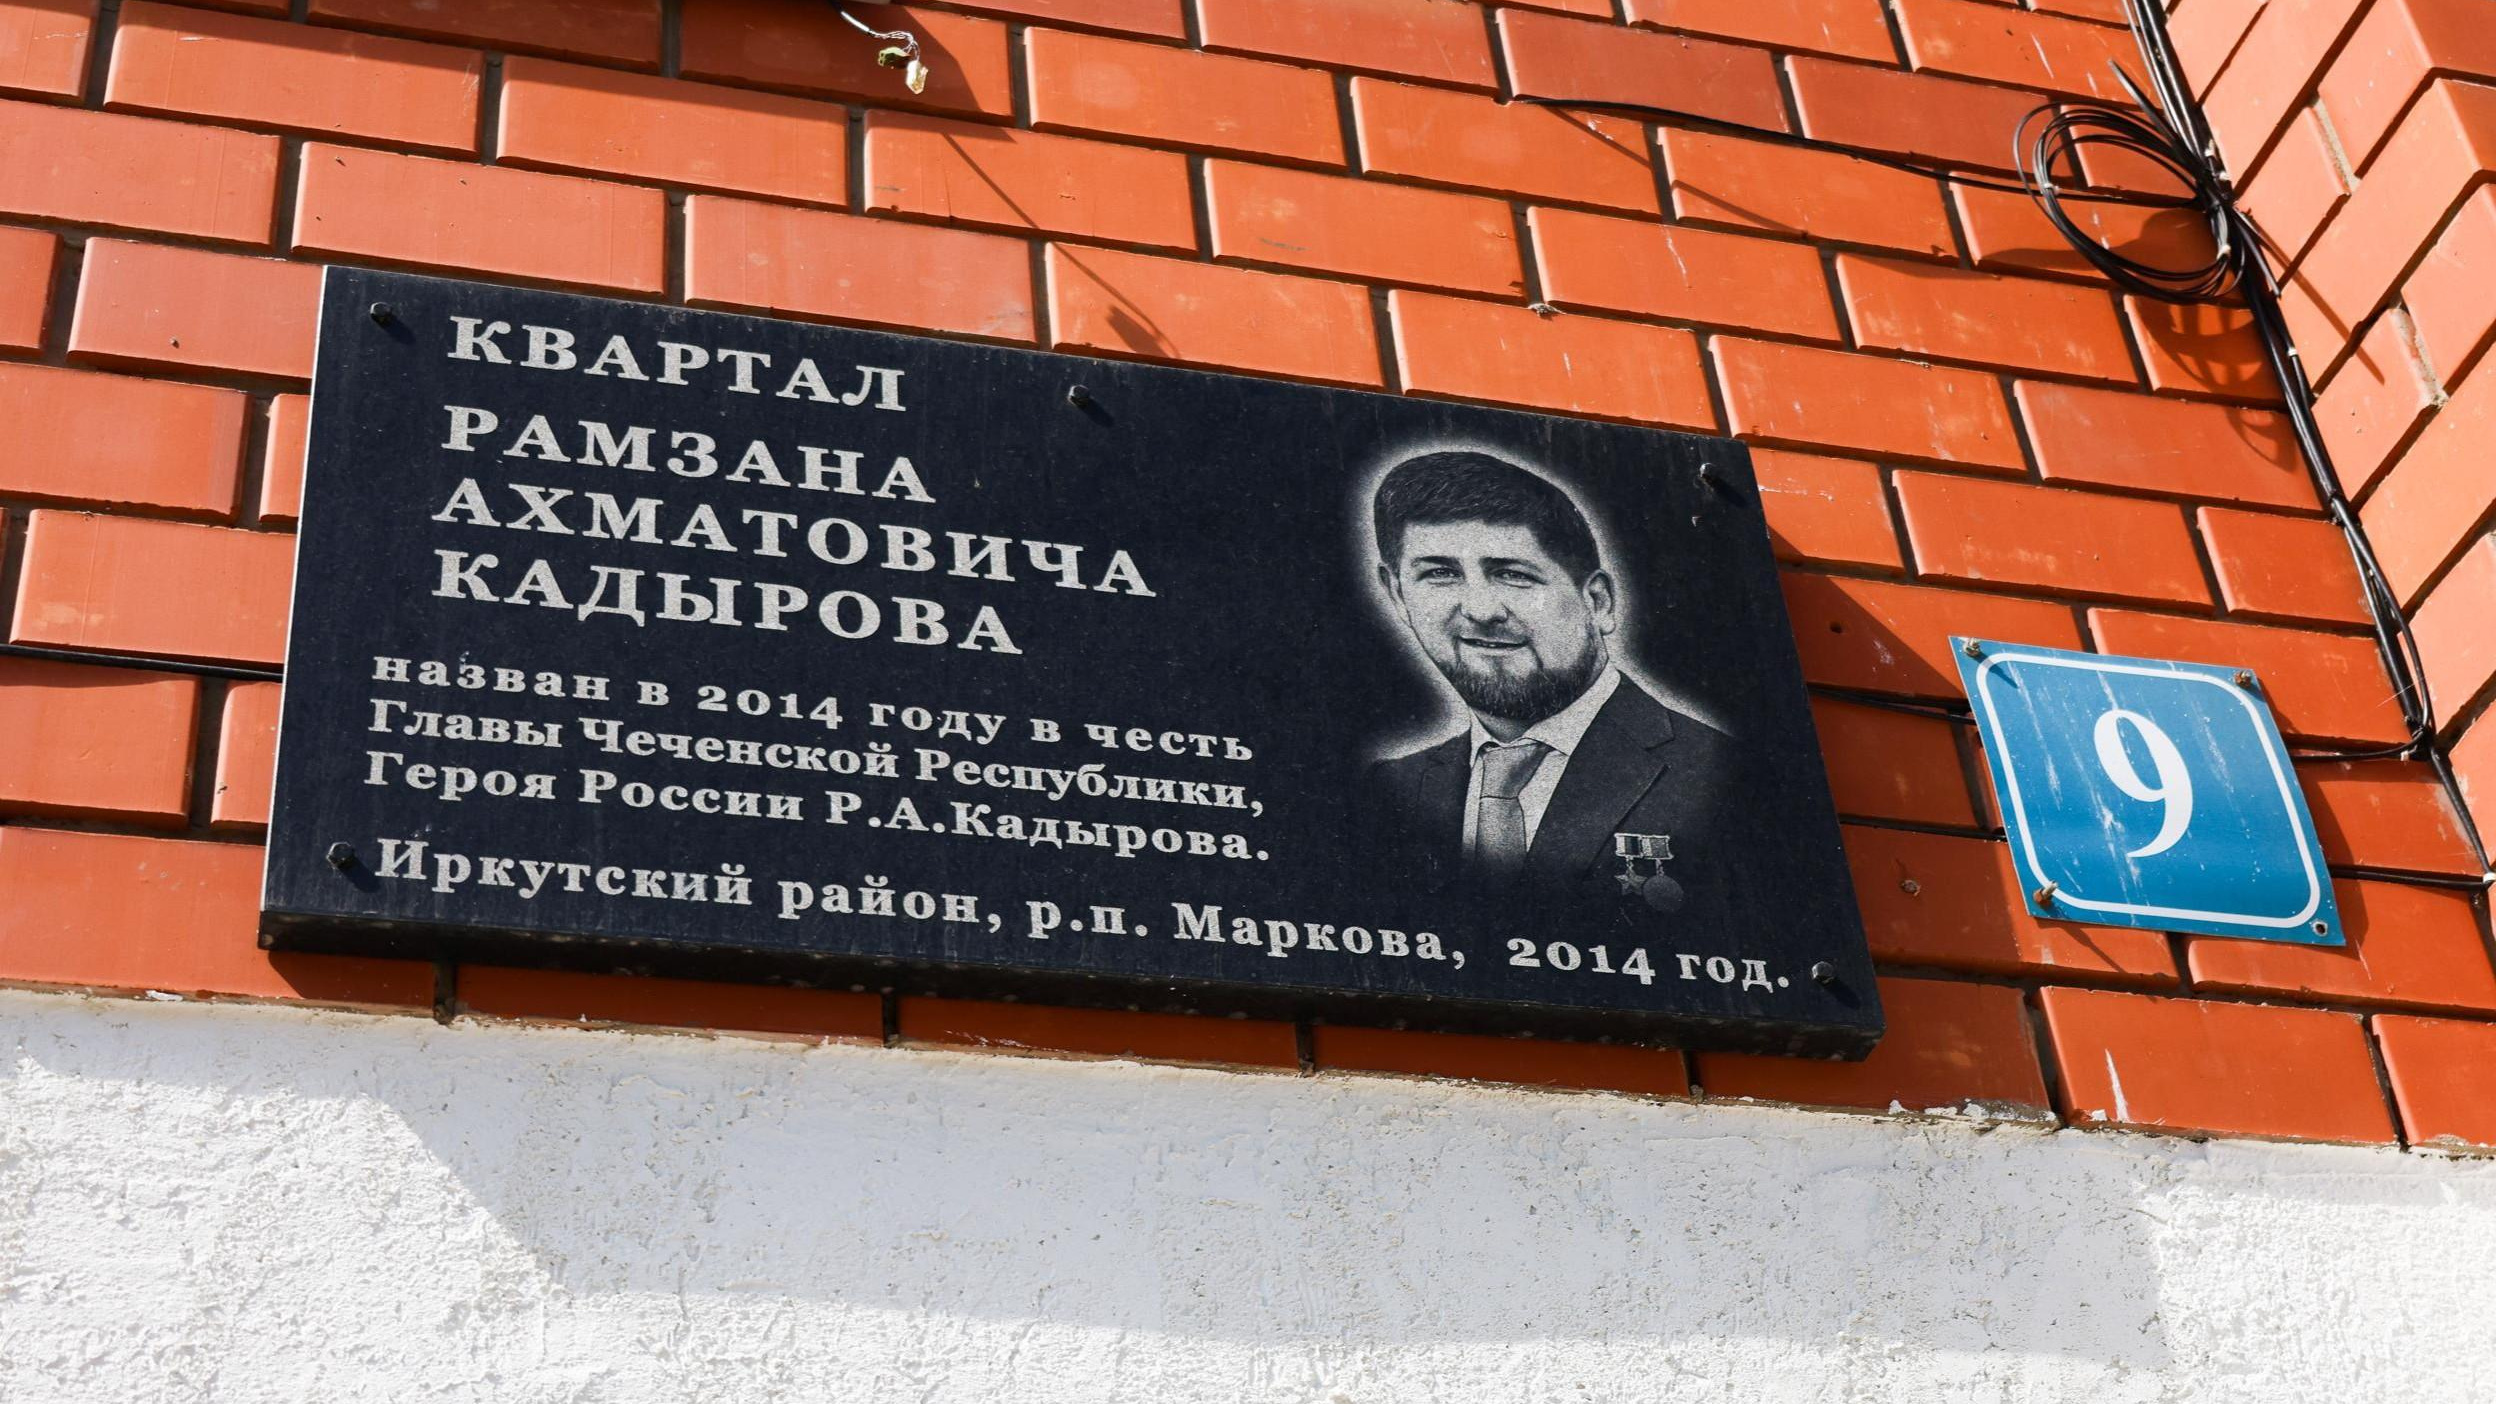 КВАРТАЛ
РАМЗАНА
АХМАТОВИЧА
КАДЫРОВА
назван в 2014 году в честь
Главы Чеченской Республики,
Героя России Р.А.Кадырова.
Иркутский район, р.п. Маркова, 2014 год.
9